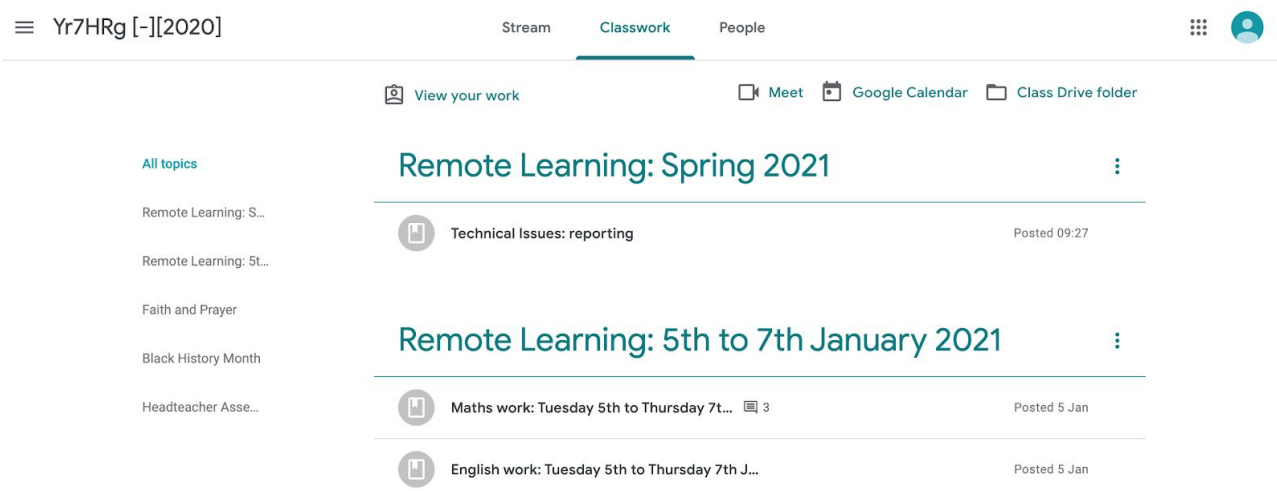 Yr7HRg [-][2020]
Stream
Classwork
People
View your work
Meet
Google Calendar
Class Drive folder
All topics
Remote Learning: S...
Remote Learning: 5t...
Faith and Prayer
Black History Month
Headteacher Asse...
Remote Learning: Spring 2021
Technical Issues: reporting
Posted 09:27
Remote Learning: 5th to 7th January 2021
Maths work: Tuesday 5th to Thursday 7t... 3
Posted 5 Jan
English work: Tuesday 5th to Thursday 7th J...
Posted 5 Jan